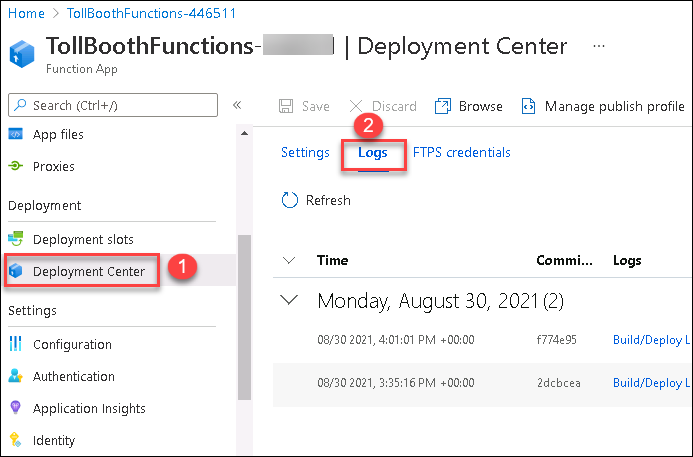 Home > TollBoothFunctions-446511
TollBoothFunctions- | Deployment Center ...
Function App
Search (Ctrl+/) «
Save Discard Browse Manage publish profile
App files
Proxies
2
Settings Logs FTPS credentials
Refresh
Deployment
Deployment slots
Deployment Center 1
Settings
Configuration
Authentication
Application Insights
Identity
Time Commi... Logs
Monday, August 30, 2021 (2)
08/30 2021, 4:01:01 PM +00:00 f774e95 Build/Deploy L
08/30 2021, 3:35:16 PM +00:00 2dcbcea Build/Deploy L